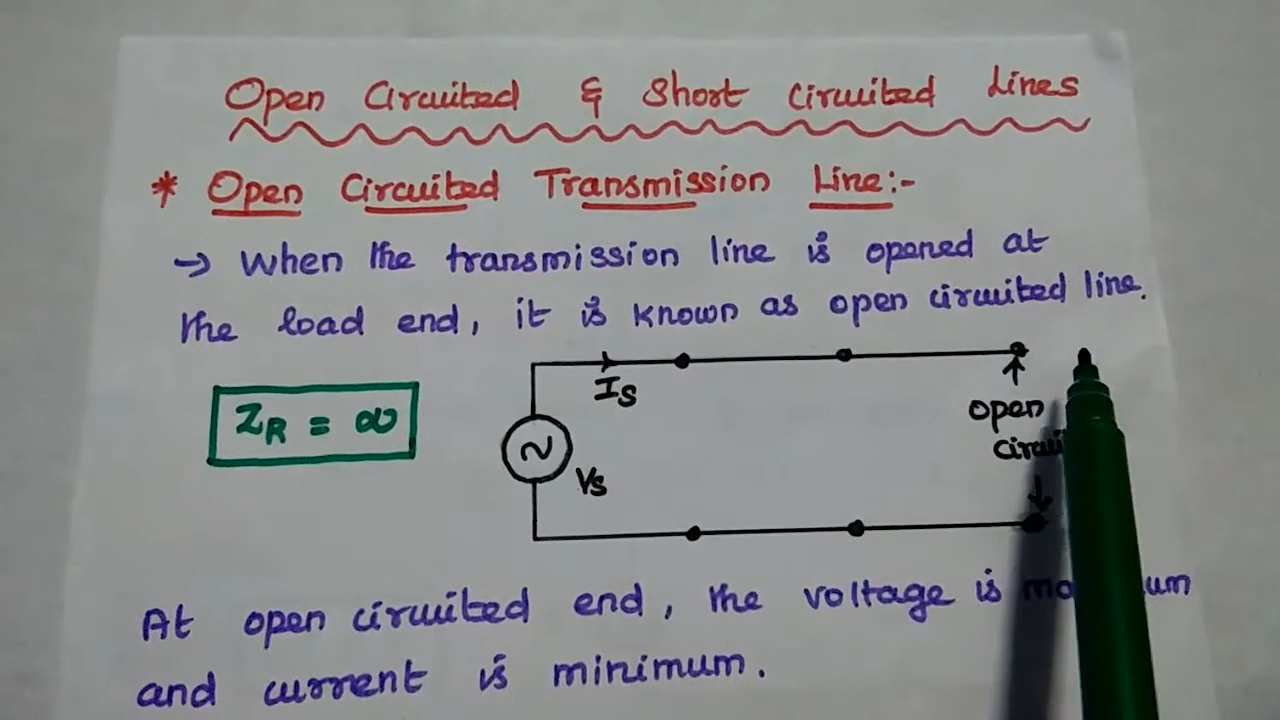 Open Circuited & Short Circuited Lines
* Open Circuited Transmission Line:-
→ When the transmission line is opened at
the load end, it is known as open circuited line.
Is
ZR = ∞
Open
Vs
At open circuited end, the voltage is
and current is minimum.